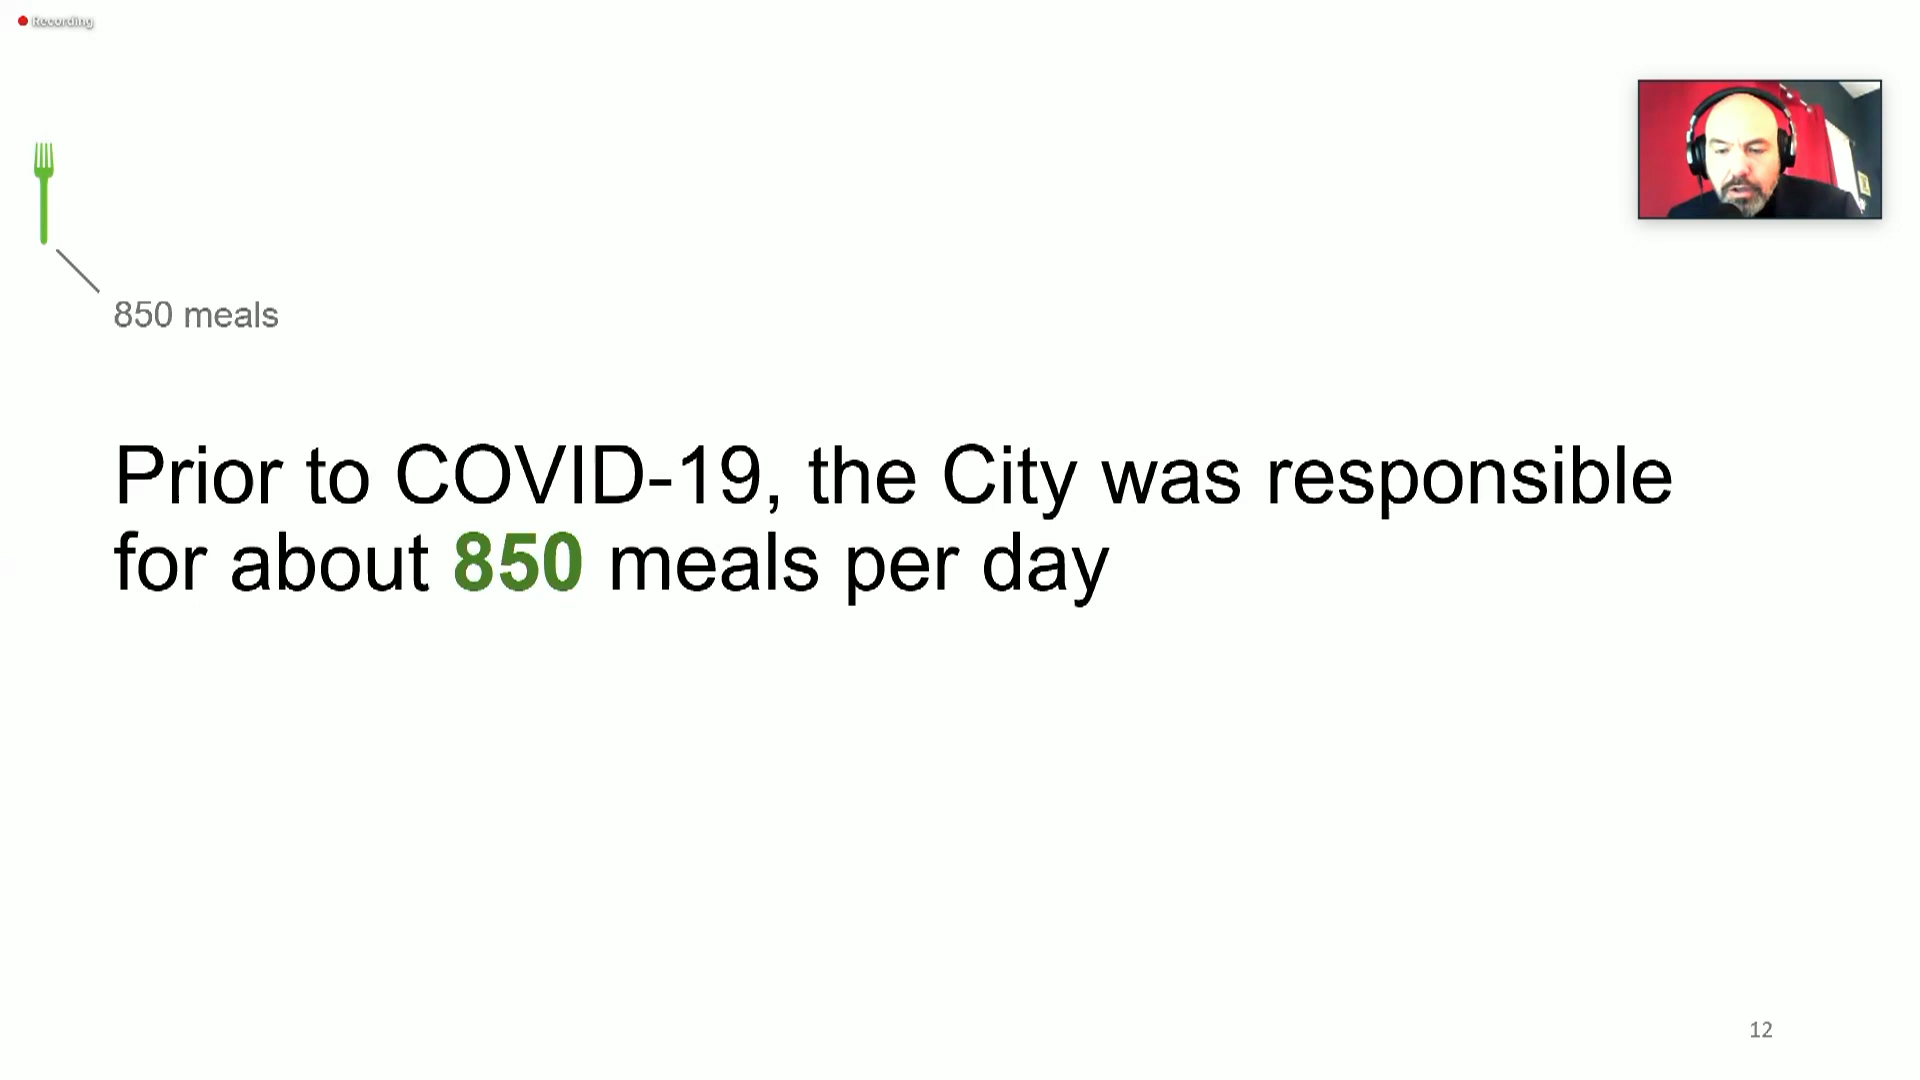 Recording
850 meals
Prior to COVID-19, the City was responsible
for about 850 meals per day
12